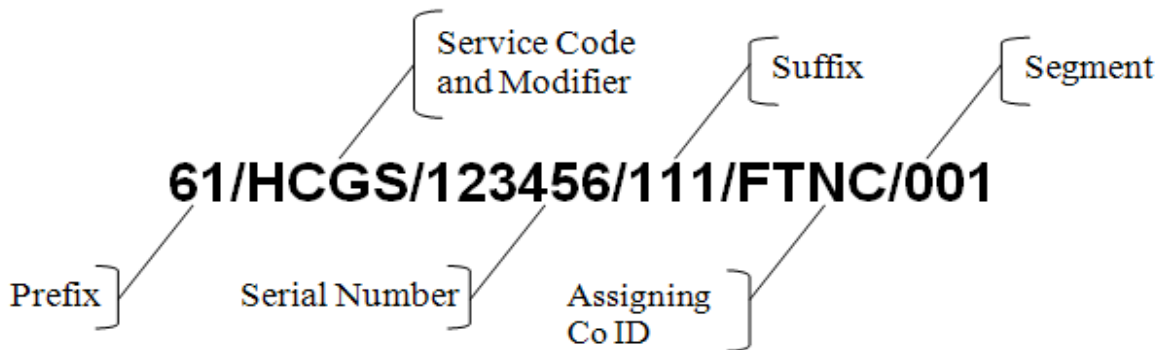 Service Code
and Modifier
Suffix
Segment
61/HCGS/123456/111/FTNC/001
Prefix
Serial Number
Assigning
Co ID